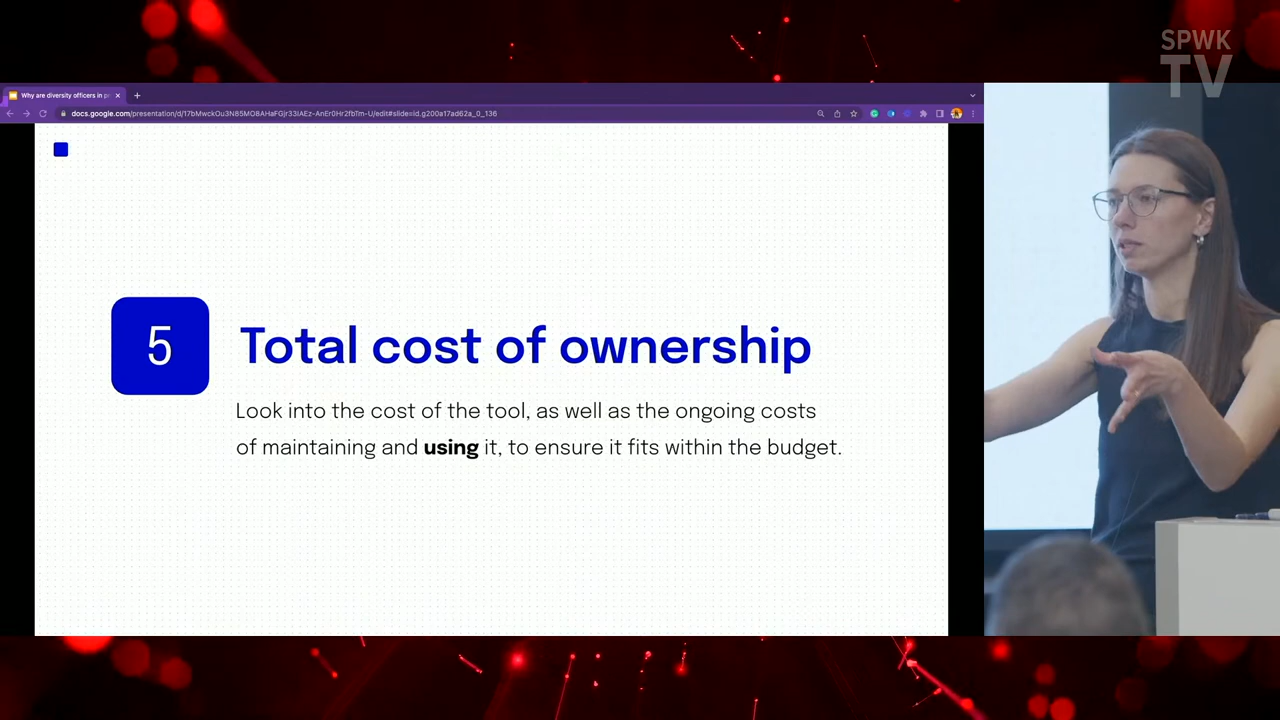 SPWK
TV
Why are diversity officers in p
docs.google.com/presentation/d/17bMwckOu3N85MO8AHaFGjr33IAEz-AnEr0Hr2fbTm-U/edit#slide=id.g200a17ad62a_0_136
5
Total cost of ownership
Look into the cost of the tool, as well as the ongoing costs
of maintaining and using it, to ensure it fits within the budget.